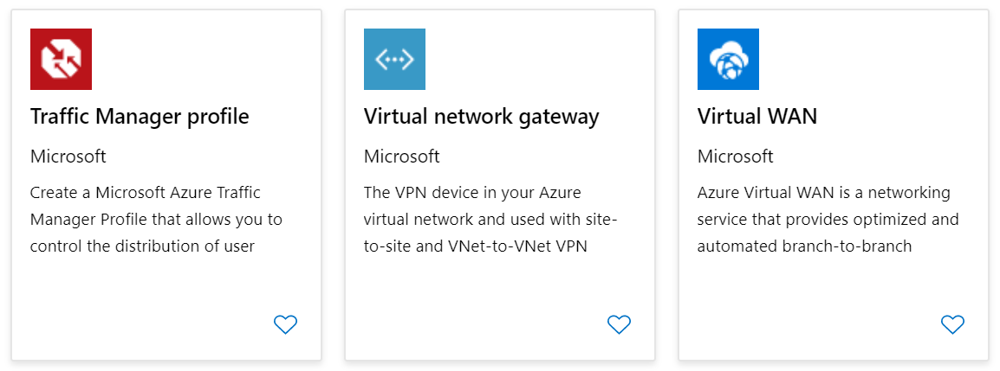 Traffic Manager profile
Microsoft
Create a Microsoft Azure Traffic
Manager Profile that allows you to
control the distribution of user
Virtual network gateway
Microsoft
The VPN device in your Azure
virtual network and used with site-
to-site and VNet-to-VNet VPN
Virtual WAN
Microsoft
Azure Virtual WAN is a networking
service that provides optimized and
automated branch-to-branch